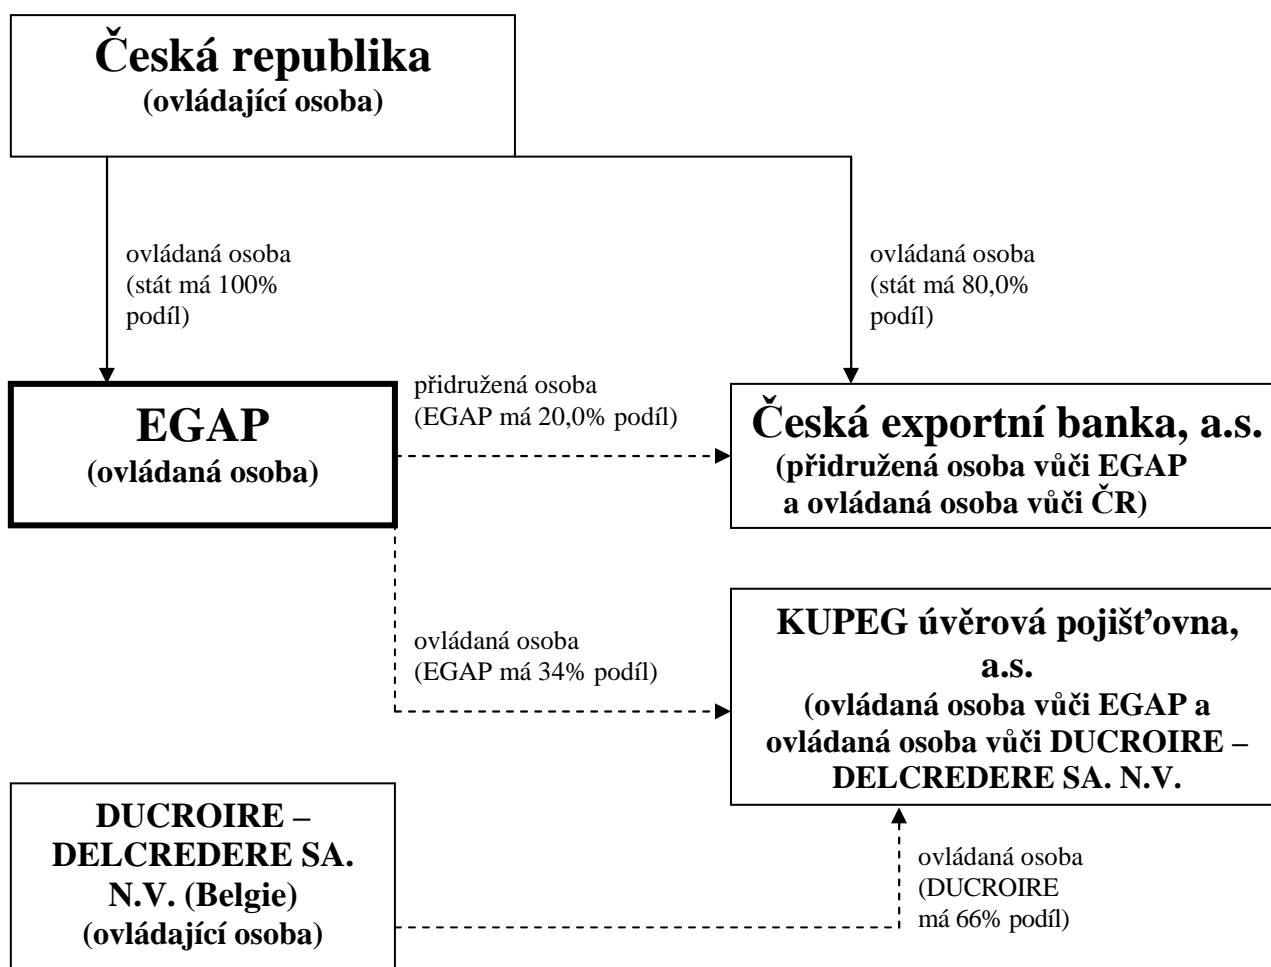 Česká republika
(ovládající osoba)
ovládaná osoba
(stát má 100%
podíl)
ovládaná osoba
(stát má 80,0%
podíl)
EGAP
(ovládaná osoba)
přidružená osoba
(EGAP má 20,0% podíl)
Česká exportní banka, a.s.
(přidružená osoba vůči EGAP
a ovládaná osoba vůči ČR)
ovládaná osoba
(EGAP má 34% podíl)
KUPEG úvěrová pojišťovna,
a.s.
(ovládaná osoba vůči EGAP a
ovládaná osoba vůči DUCROIRE –
DELCREDERE SA. N.V.
DUCROIRE –
DELCREDERE SA.
N.V. (Belgie)
(ovládající osoba)
ovládaná osoba
(DUCROIRE
má 66% podíl)